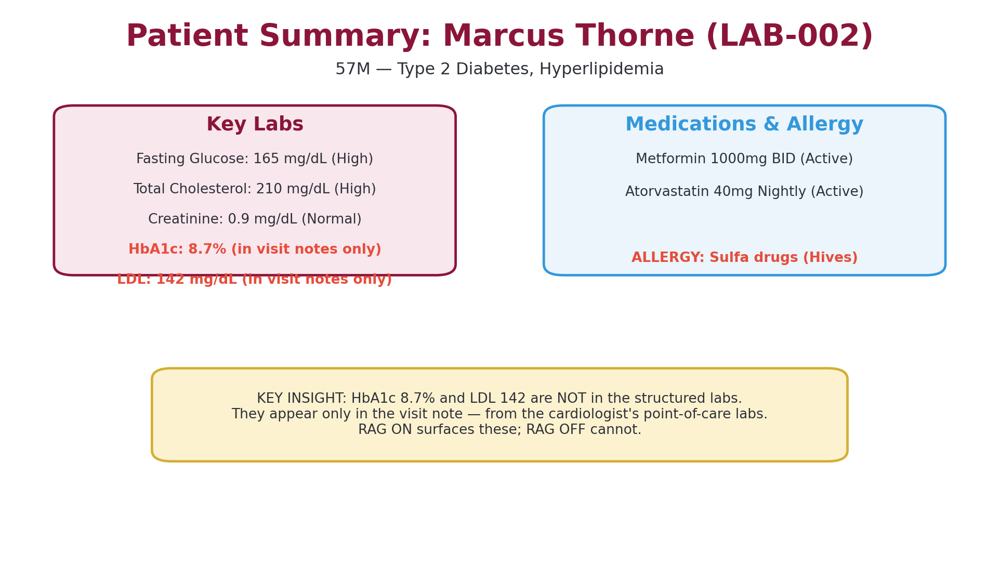 Patient Summary: Marcus Thorne (LAB-002)
57M — Type 2 Diabetes, Hyperlipidemia
Key Labs
Fasting Glucose: 165 mg/dL (High)
Total Cholesterol: 210 mg/dL (High)
Creatinine: 0.9 mg/dL (Normal)
HbA1c: 8.7% (in visit notes only)
LDL: 142 mg/dL (in visit notes only)
Medications & Allergy
Metformin 1000mg BID (Active)
Atorvastatin 40mg Nightly (Active)
ALLERGY: Sulfa drugs (Hives)
KEY INSIGHT: HbA1c 8.7% and LDL 142 are NOT in the structured labs.
They appear only in the visit note — from the cardiologist's point-of-care labs.
RAG ON surfaces these; RAG OFF cannot.